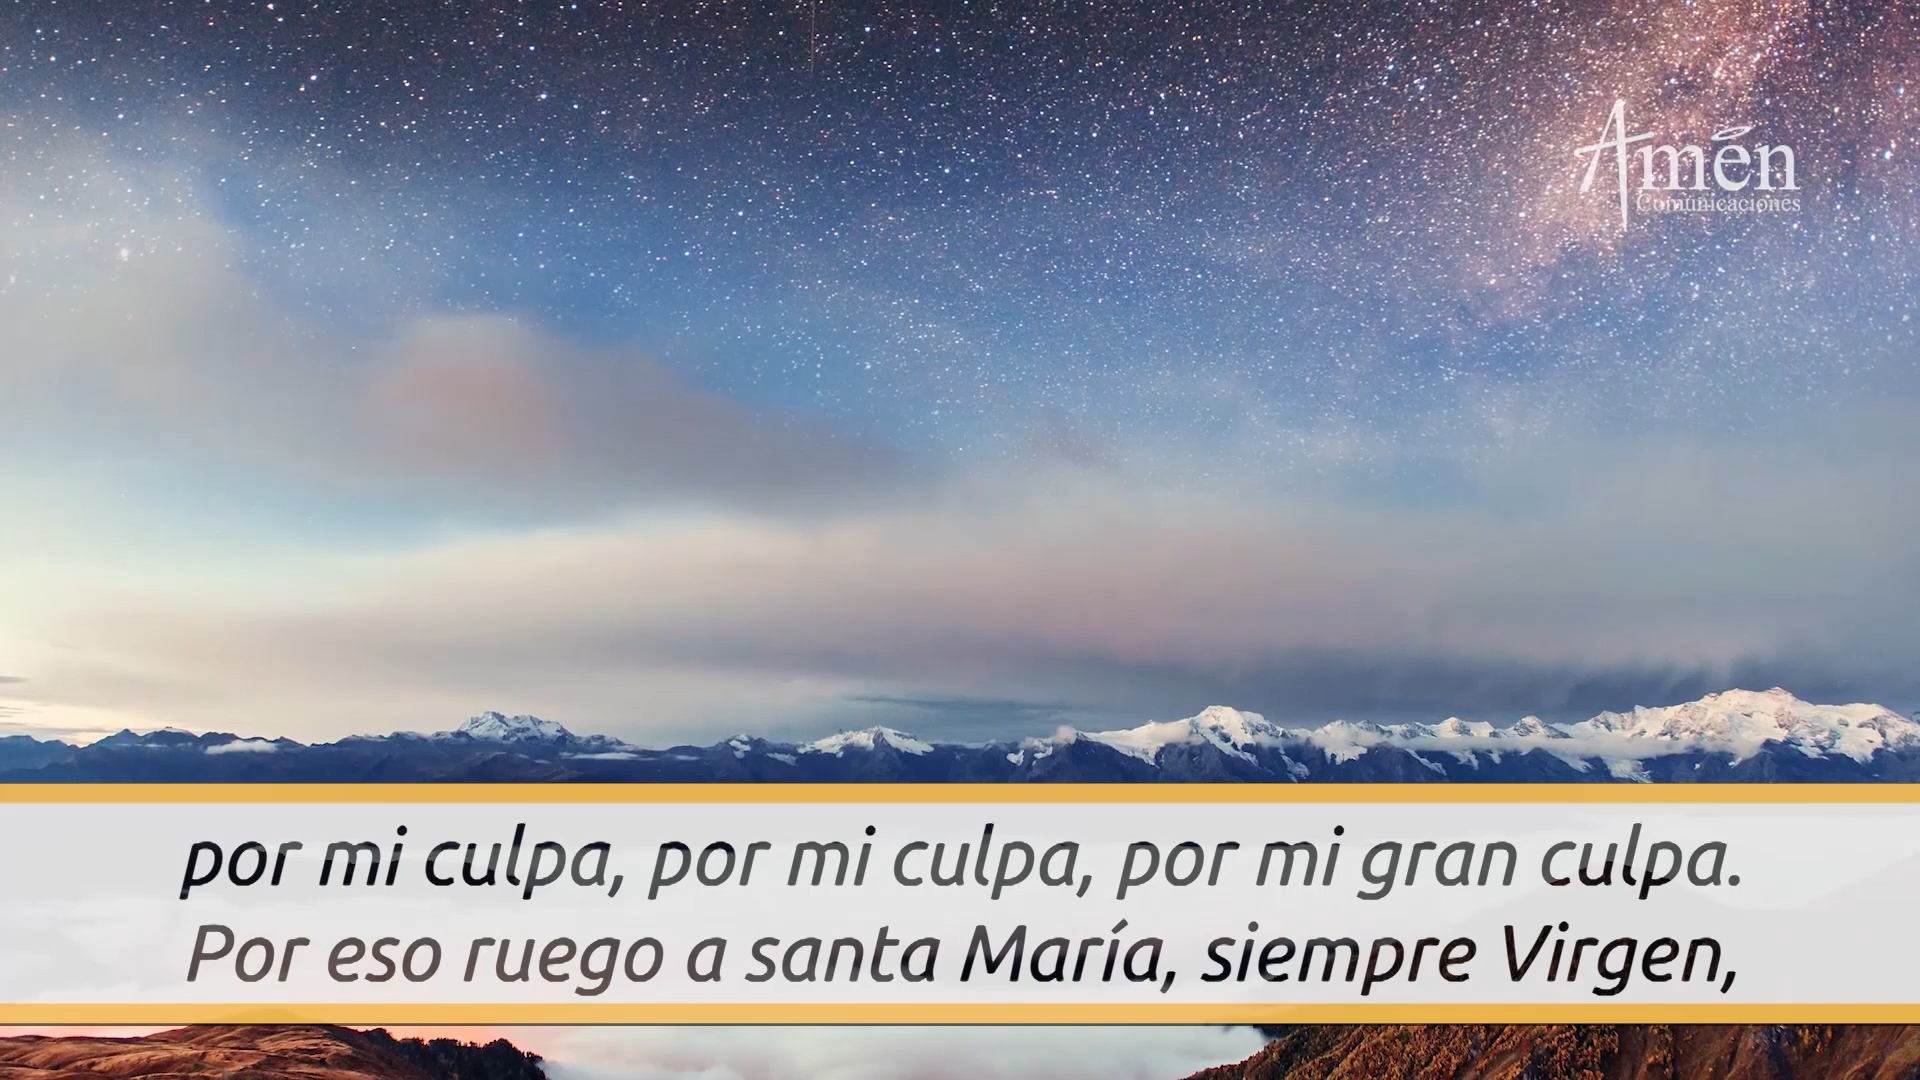 Amén
Comunicaciones
por mi culpa, por mi culpa, por mi gran culpa.
Por eso ruego a santa María, siempre Virgen,